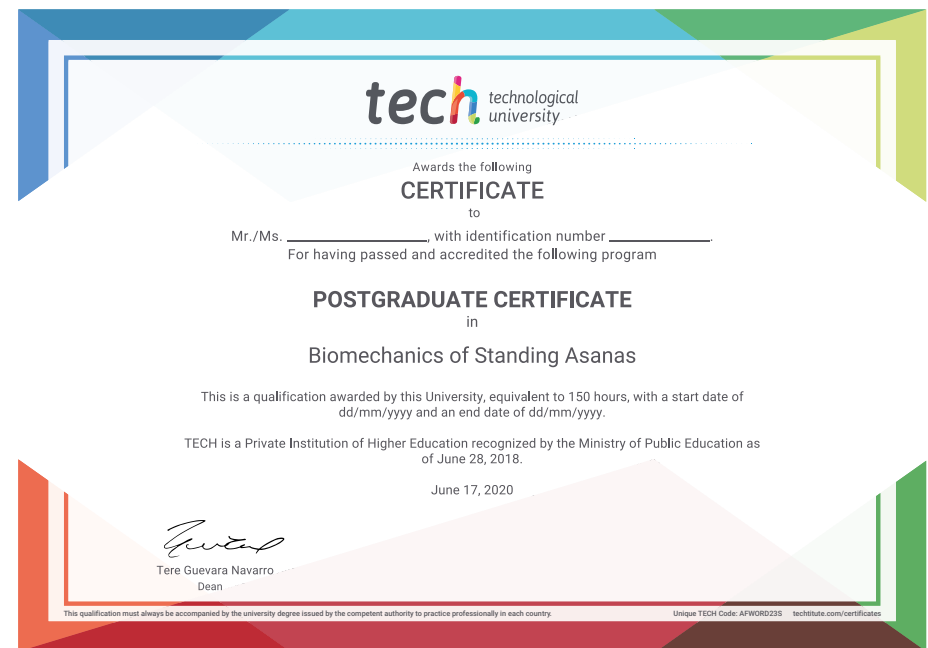 tech technological
university
Awards the following
CERTIFICATE
to
Mr./Ms. ____________, with identification number _________.
For having passed and accredited the following program
POSTGRADUATE CERTIFICATE
in
Biomechanics of Standing Asanas
This is a qualification awarded by this University, equivalent to 150 hours, with a start date of
dd/mm/yyyy and an end date of dd/mm/yyyy.
TECH is a Private Institution of Higher Education recognized by the Ministry of Public Education as
of June 28, 2018.
June 17, 2020
Tere Guevara Navarro
Dean
This qualification must always be accompanied by the university degree issued by the competent authority to practice professionally in each country. Unique TECH Code: AFWORD23S techtitute.com/certificates